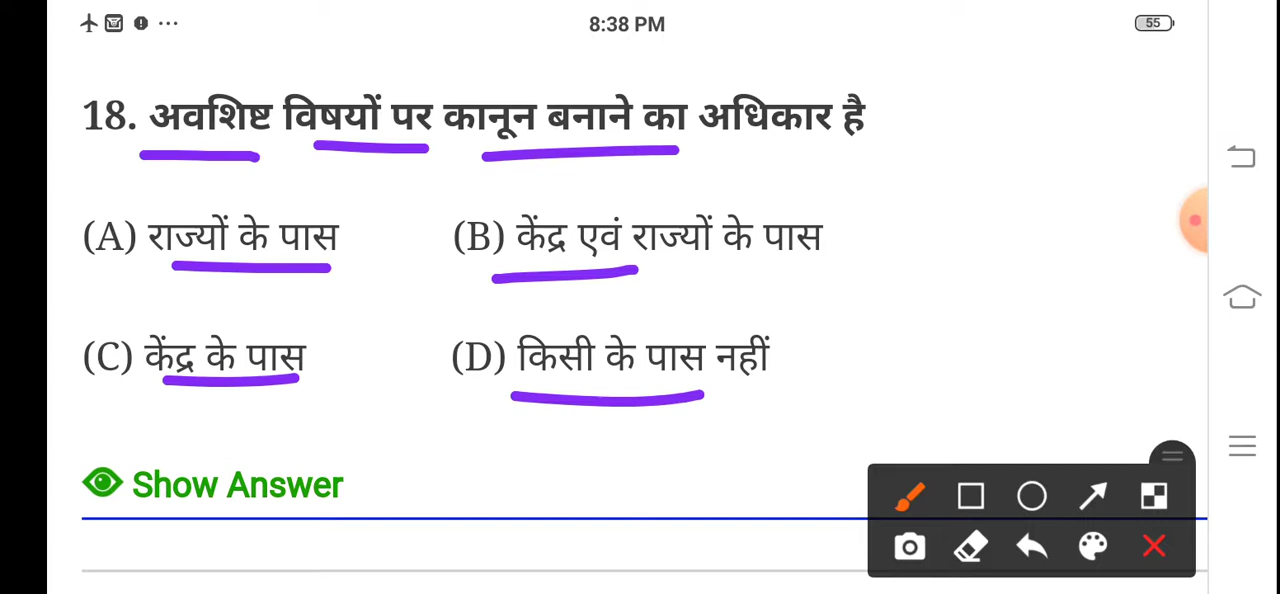 8:38 PM
55
18. अवशिष्ट विषयों पर कानून बनाने का अधिकार है
(A) राज्यों के पास (B) केंद्र एवं राज्यों के पास
(C) केंद्र के पास (D) किसी के पास नहीं
Show Answer